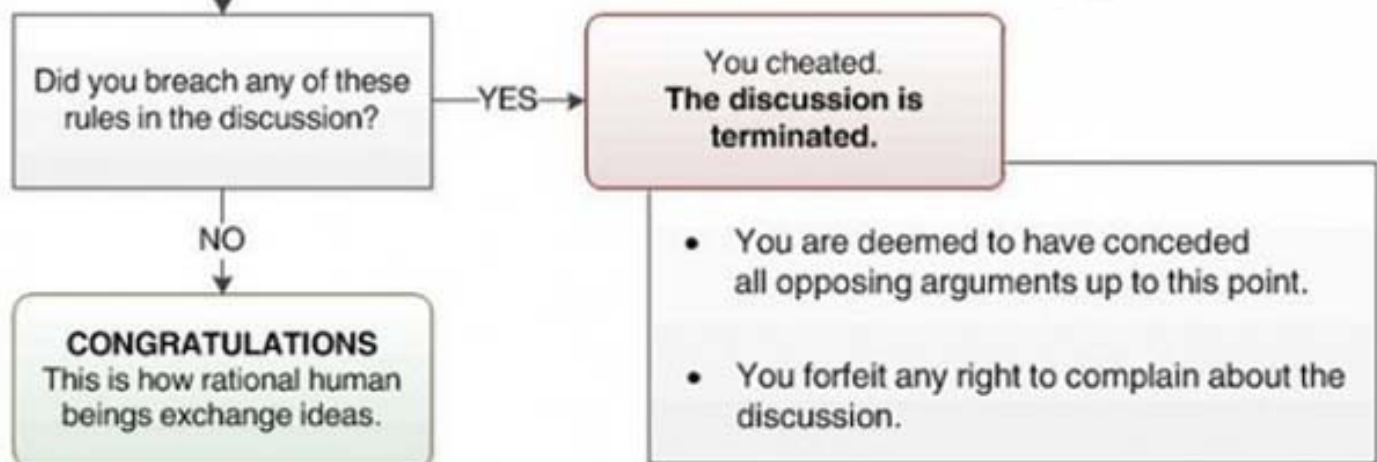 Did you breach any of these
rules in the discussion?
YES
You cheated.
The discussion is
terminated.
NO
CONGRATULATIONS
This is how rational human
beings exchange ideas.
• You are deemed to have conceded
all opposing arguments up to this point.
• You forfeit any right to complain about the
discussion.